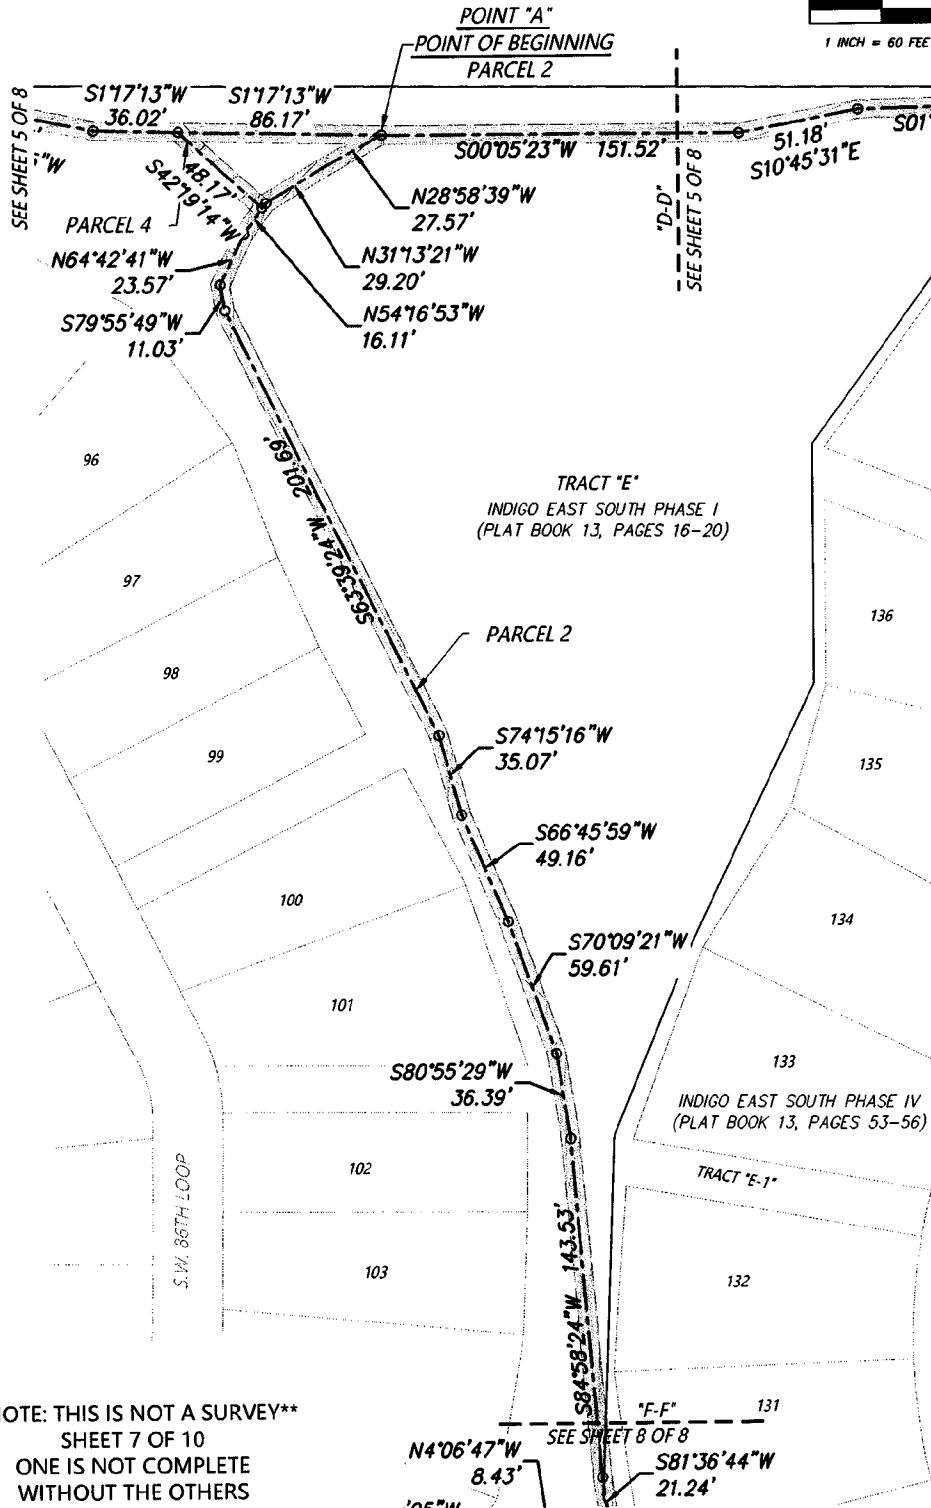 POINT "A"
POINT OF BEGINNING
PARCEL 2
1 INCH = 60 FEE
SEE SHEET 5 OF 8
S1°17'13"W
36.02'
S1°17'13"W
86.17'
S00°05'23"W 151.52'
51.18'
S10°45'31"E
S01°
"W
48.17'
S42°19'14"W
PARCEL 4
N28°58'39"W
27.57'
"D-D"
SEE SHEET 5 OF 8
N64°42'41"W
23.57'
N31°13'21"W
29.20'
S79°55'49"W
11.03'
N54°16'53"W
16.11'
96
201.69'
S63°39'24"W
TRACT "E"
INDIGO EAST SOUTH PHASE I
(PLAT BOOK 13, PAGES 16-20)
97
136
98
PARCEL 2
99
S74°15'16"W
35.07'
135
S66°45'59"W
49.16'
100
134
S70°09'21"W
59.61'
101
133
S80°55'29"W
36.39'
INDIGO EAST SOUTH PHASE IV
(PLAT BOOK 13, PAGES 53-56)
102
TRACT "E-1"
S.W. 86TH LOOP
103
S84°58'24"W 143.53'
132
"F-F"
131
SEE SHEET 8 OF 8
OTE: THIS IS NOT A SURVEY**
SHEET 7 OF 10
ONE IS NOT COMPLETE
WITHOUT THE OTHERS
N4°06'47"W
8.43'
S81°36'44"W
21.24'
'05"W